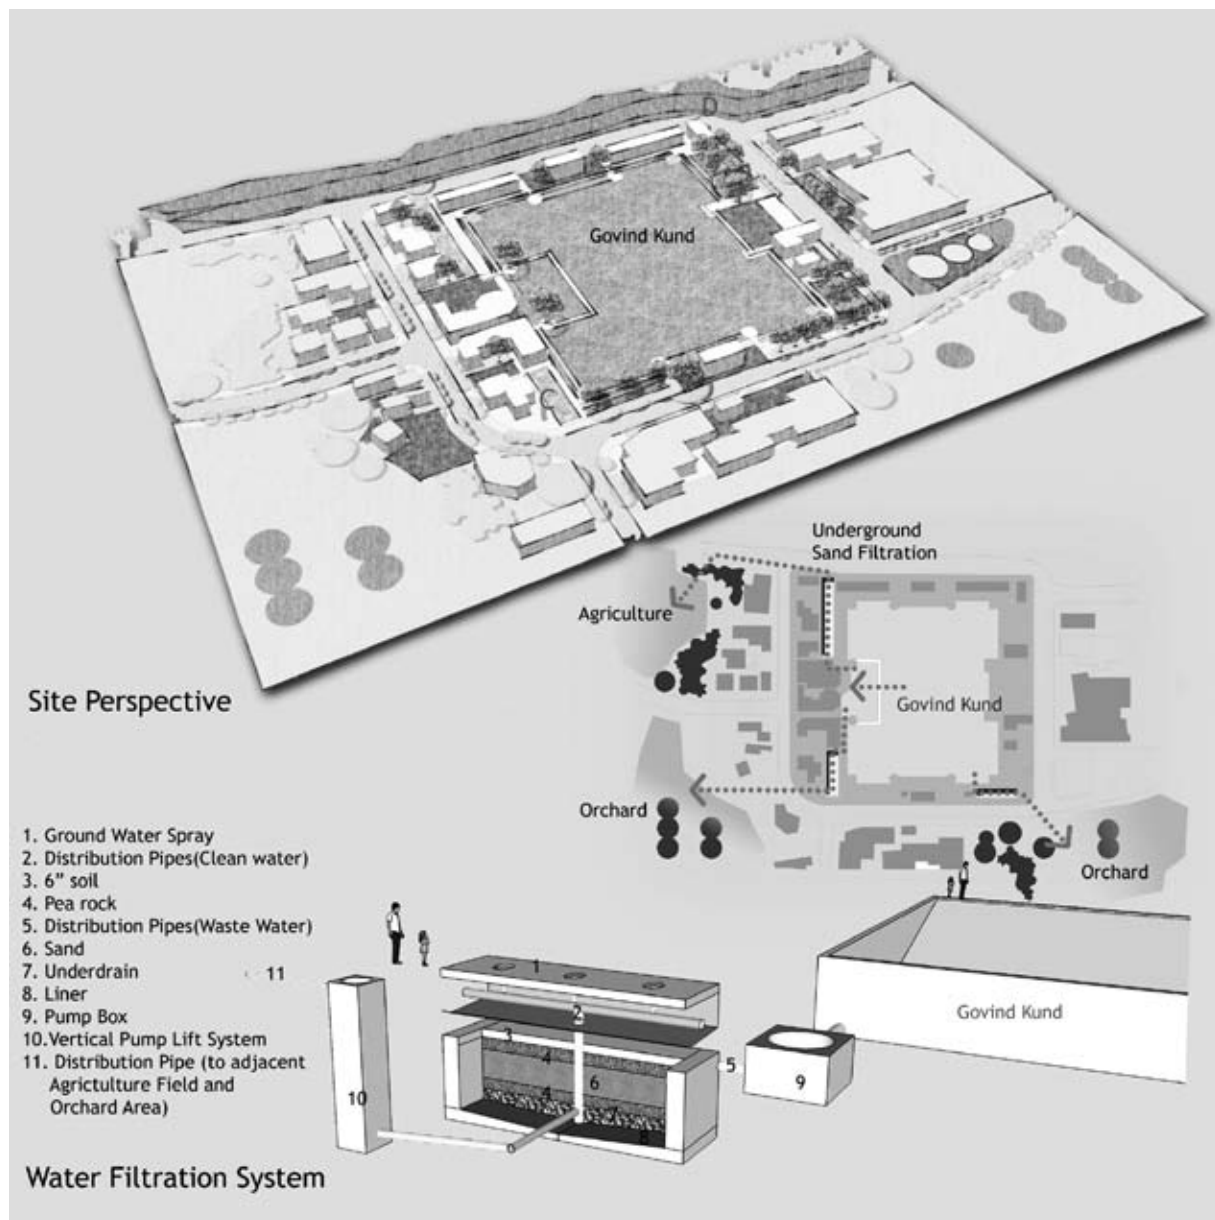 D
Govind Kund
C
Underground
Sand Filtration
Agriculture
Govind Kund
Site Perspective
Orchard
Orchard
1. Ground Water Spray
2. Distribution Pipes(Clean water)
3. 6” soil
4. Pea rock
5. Distribution Pipes(Waste Water)
6. Sand
7. Underdrain
8. Liner
9. Pump Box
10.Vertical Pump Lift System
11. Distribution Pipe (to adjacent
Agricture Field and
Orchard Area)
11
1
2
3
4
5
6
4
7
8
9
10
Govind Kund
Water Filtration System